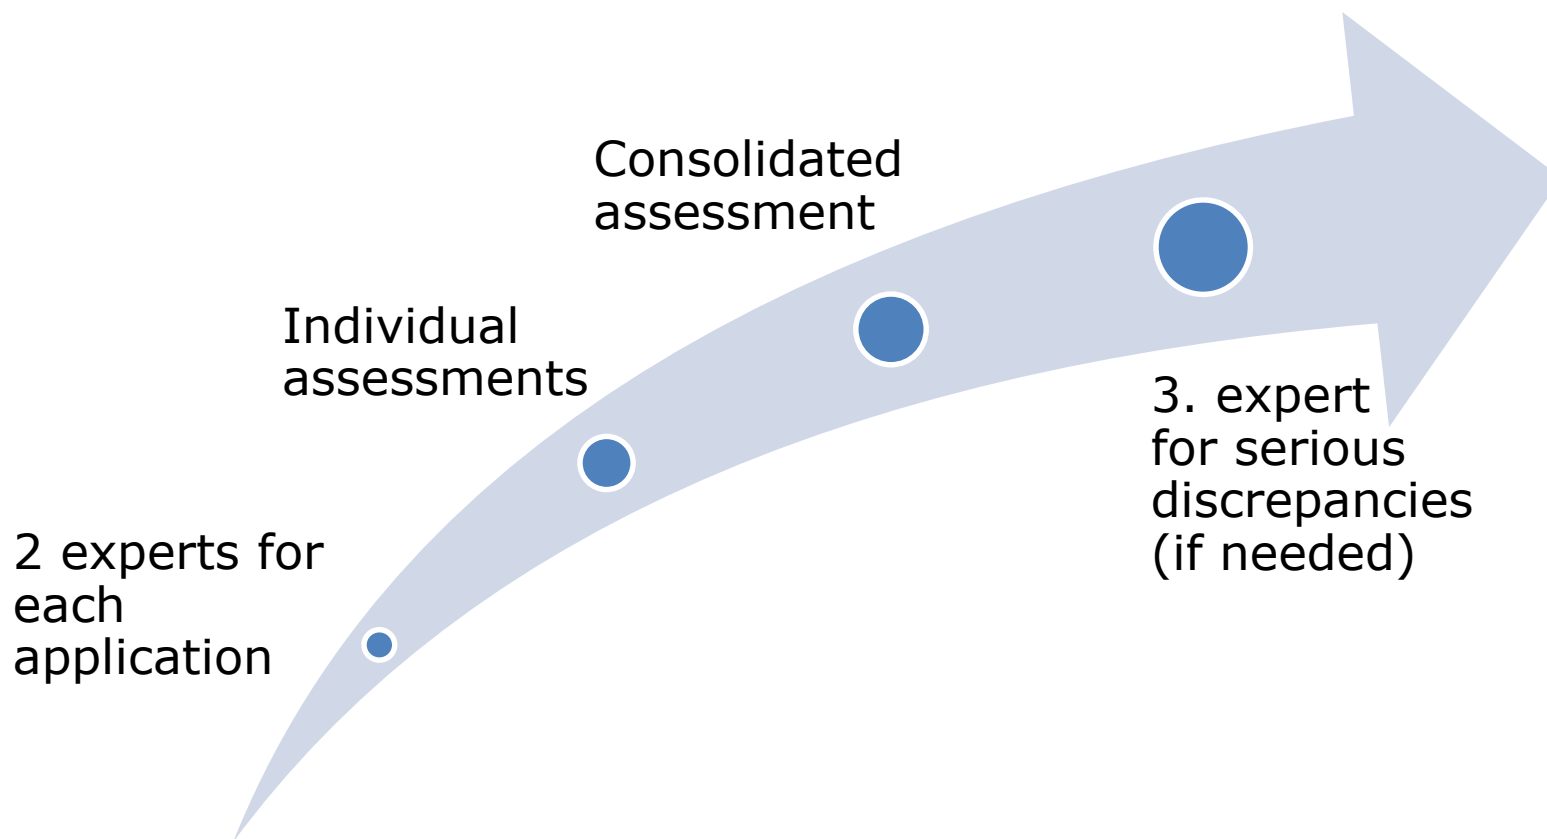 2 experts for
each
application
Individual
assessments
Consolidated
assessment
3. expert
for serious
discrepancies
(if needed)